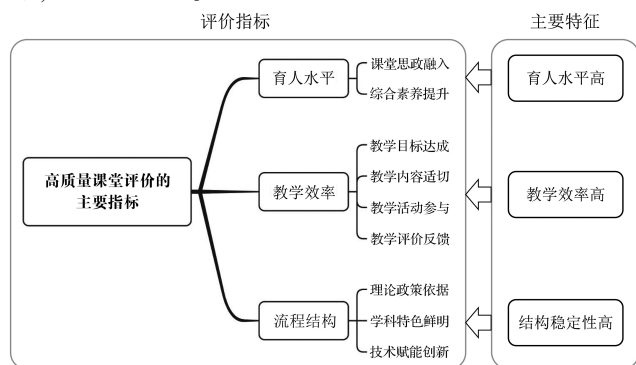 评价指标
主要特征
高质量课堂评价的
主要指标
育人水平
课堂思政融入
综合素养提升
教学效率
教学目标达成
教学内容适切
教学活动参与
教学评价反馈
流程结构
理论政策依据
学科特色鲜明
技术赋能创新
育人水平高
教学效率高
结构稳定性高